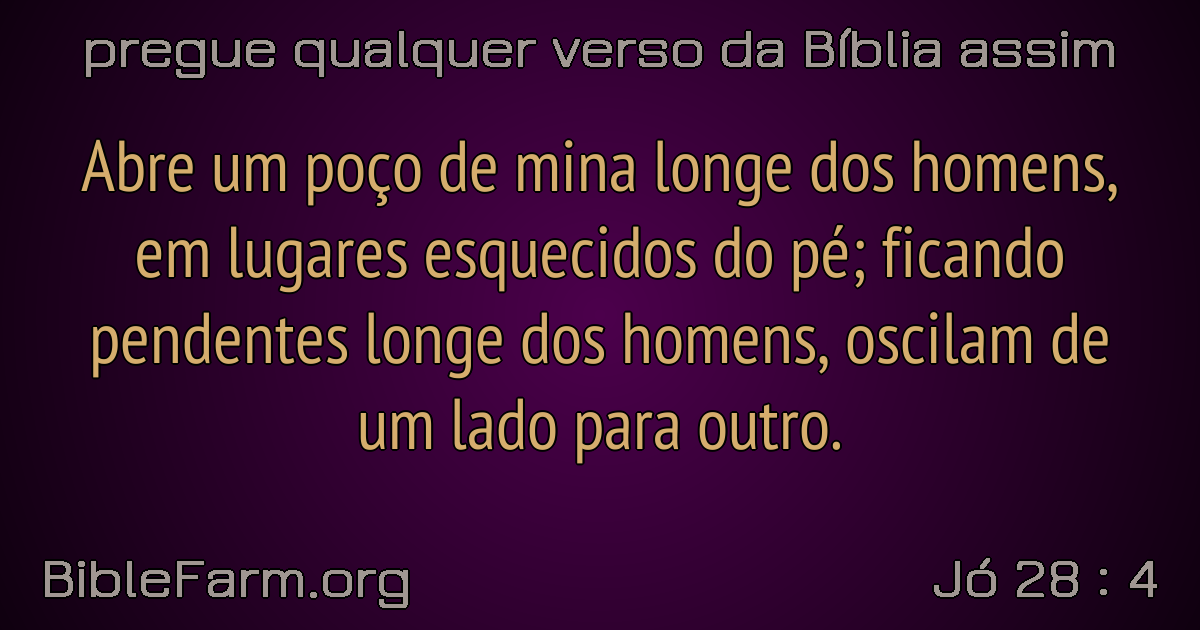 pregue qualquer verso da Bíblia assim
Abre um poço de mina longe dos homens,
em lugares esquecidos do pé; ficando
pendentes longe dos homens, oscilam de
um lado para outro.
BibleFarm.org
Jó 28 : 4